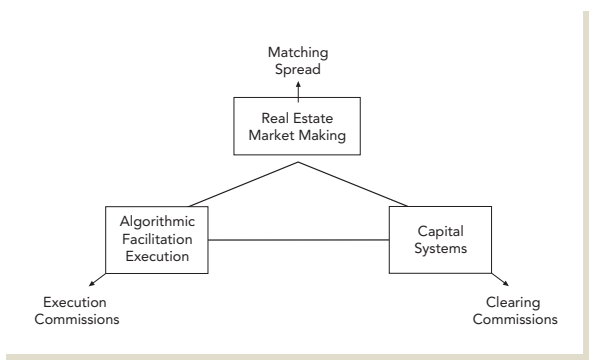 Matching
Spread
Real Estate
Market Making
Algorithmic
Facilitation
Execution
Capital
Systems
Execution
Commissions
Clearing
Commissions